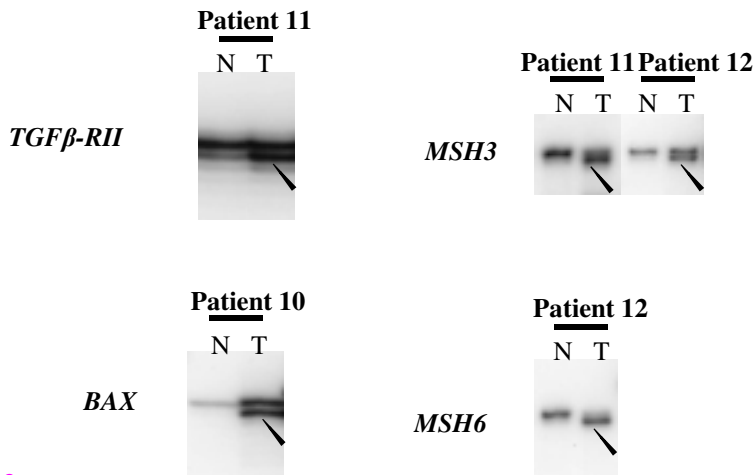 Patient 11
N T
TGFβ-RII
Patient 11 Patient 12
N T N T
MSH3
Patient 10
N T
BAX
Patient 12
N T
MSH6